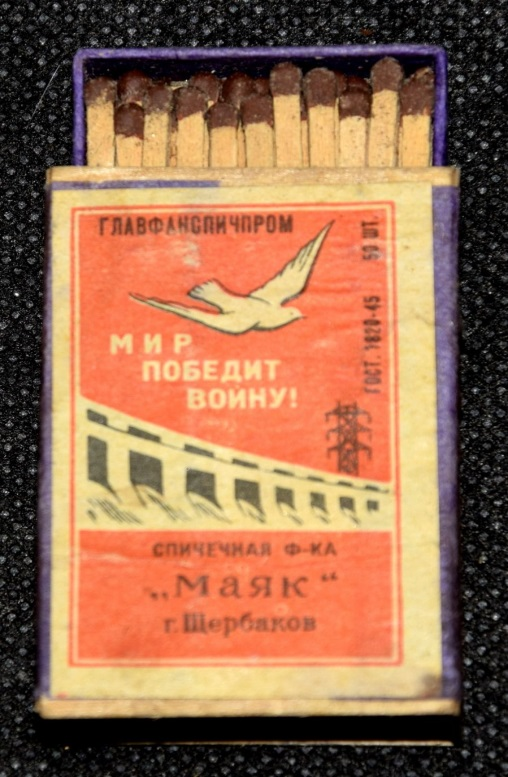 ГЛАВФАНСПИЧПРОМ
50 ШТ.
ГОСТ. 1820-45
МИР
ПОБЕДИТ
ВОЙНУ!
СПИЧЕЧНАЯ Ф-КА
„Маяк“
г. Щербаков